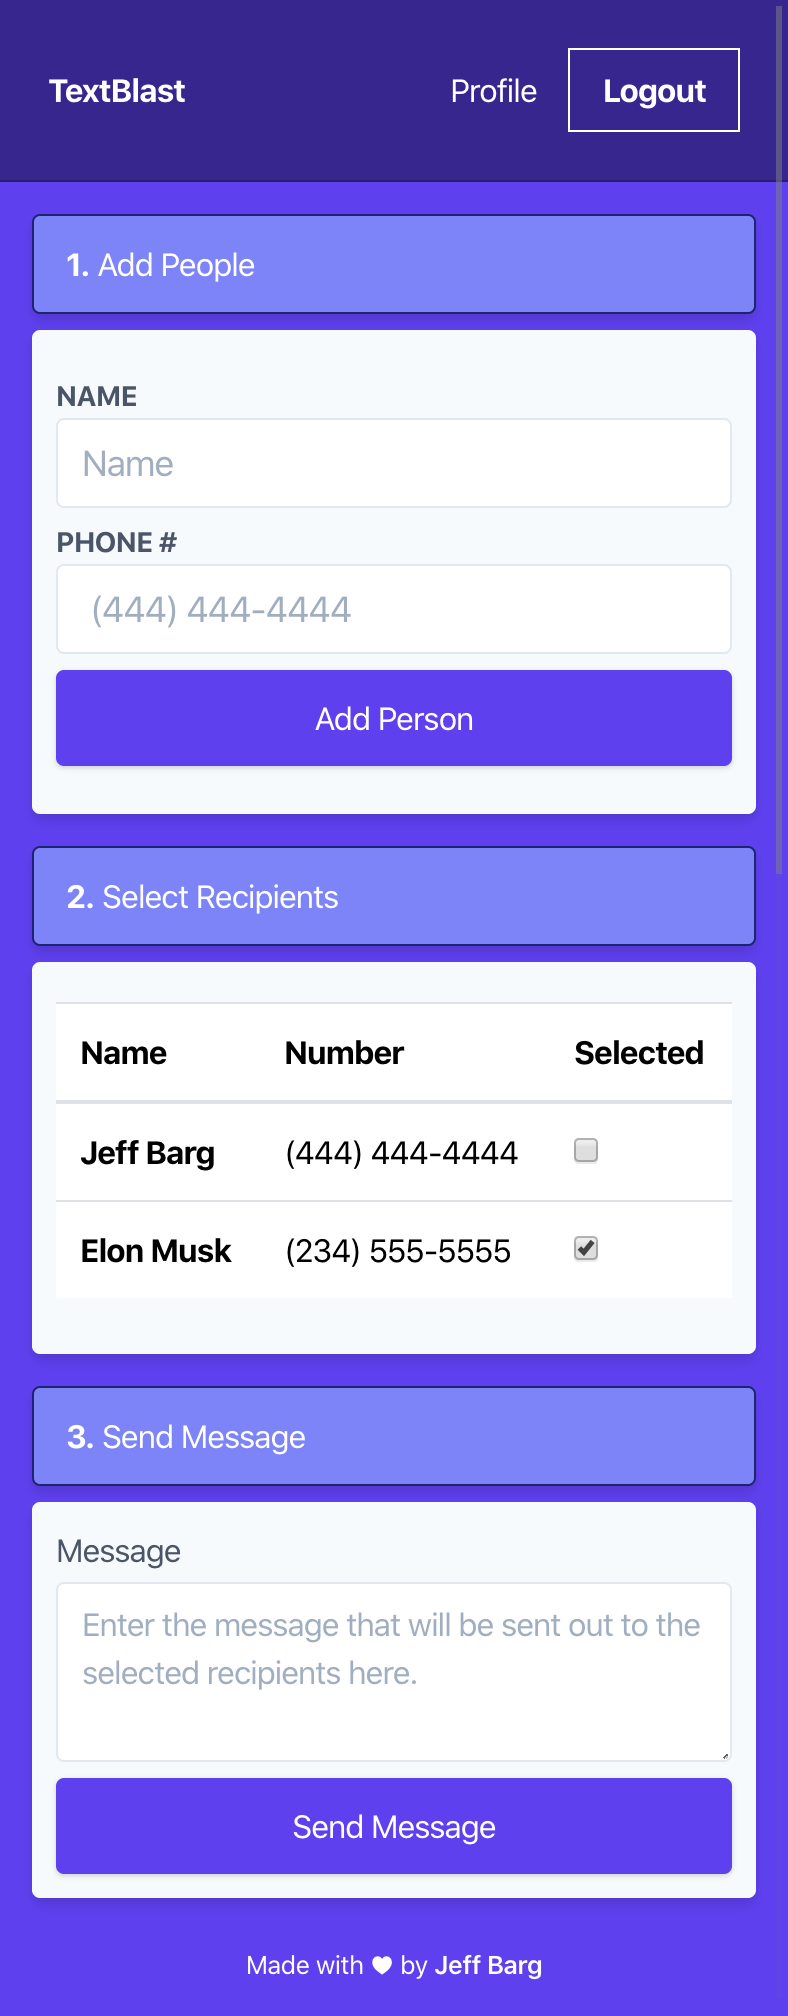 TextBlast Profile Logout
1. Add People
NAME
Name
PHONE #
(444) 444-4444
Add Person
2. Select Recipients
Name Number Selected
Jeff Barg (444) 444-4444
Elon Musk (234) 555-5555
3. Send Message
Message
Enter the message that will be sent out to the
selected recipients here.
Send Message
Made with ♥ by Jeff Barg